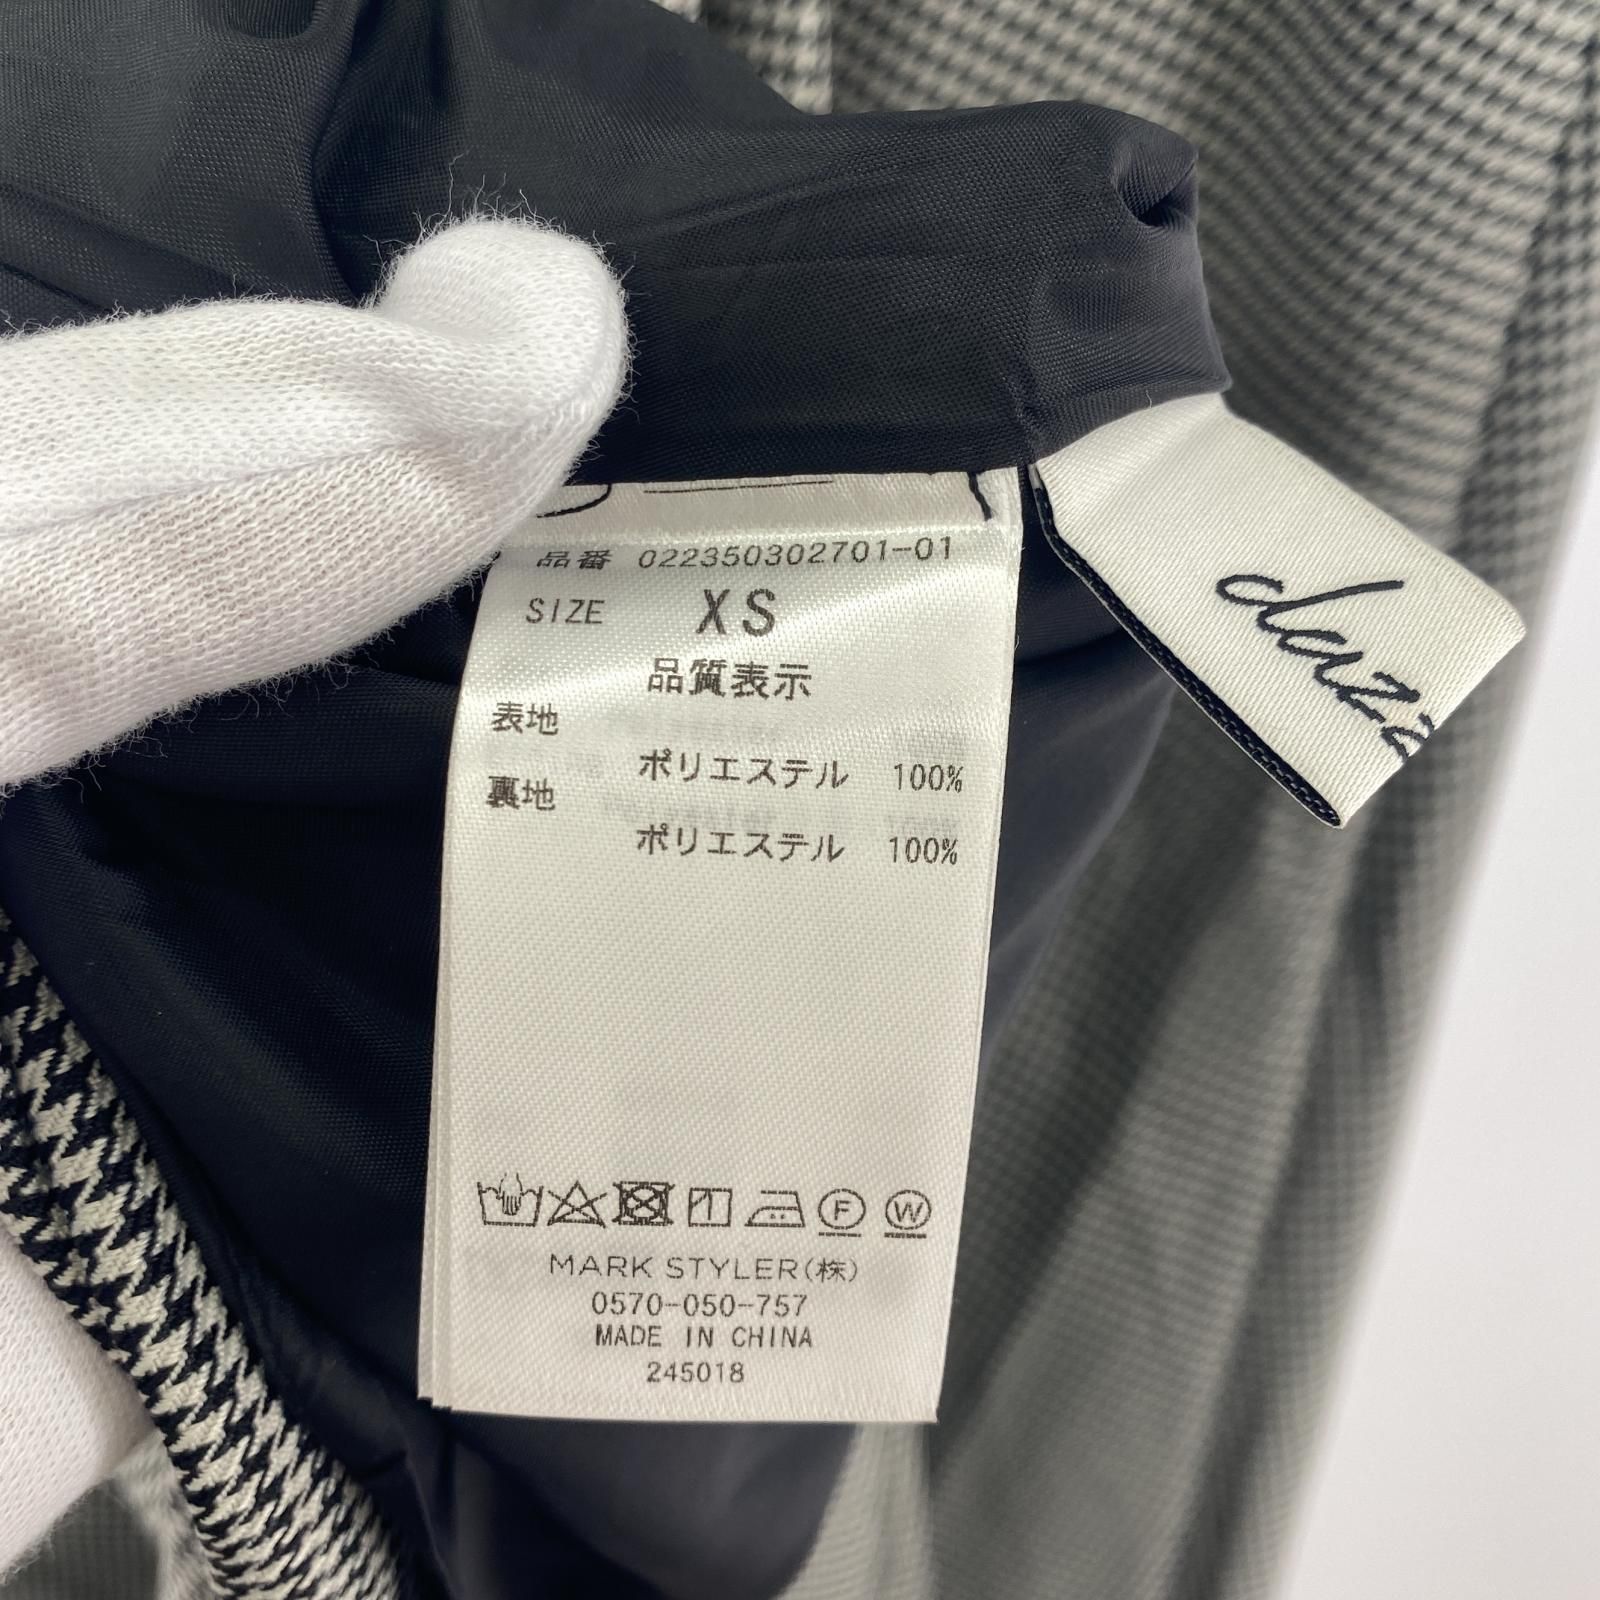 品番 022350302701-01
SIZE XS
品質表示
表地
ポリエステル 100%
裏地
ポリエステル 100%
F W
MARK STYLER(株)
0570-050-757
MADE IN CHINA
245018
daz